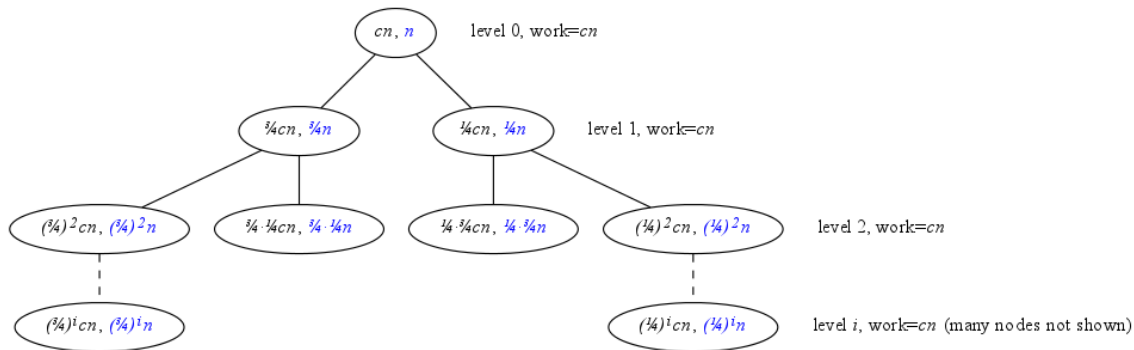 cn, n level 0, work=cn
¾cn, ¾n ¼cn, ¼n level 1, work=cn
(¾)²cn, (¾)²n ¾·¼cn, ¾·¼n ¼·¾cn, ¼·¾n (¼)²cn, (¼)²n level 2, work=cn
(¾)ⁱcn, (¾)ⁱn (¼)ⁱcn, (¼)ⁱn level i, work=cn (many nodes not shown)